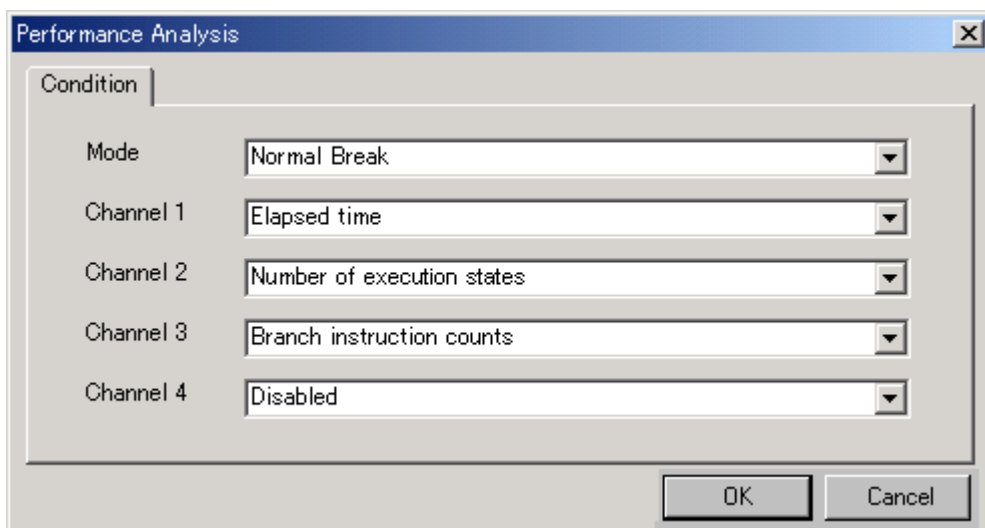 Performance Analysis
Condition
Mode Normal Break
Channel 1 Elapsed time
Channel 2 Number of execution states
Channel 3 Branch instruction counts
Channel 4 Disabled
OK Cancel